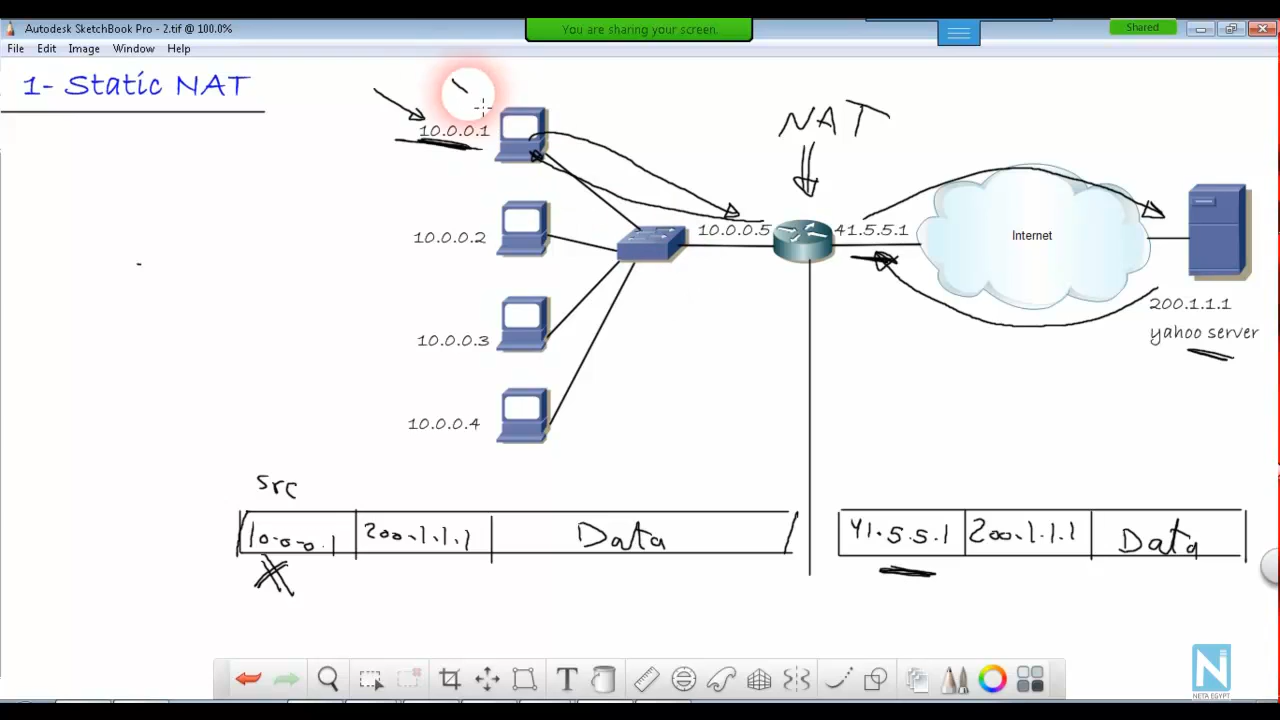 Autodesk SketchBook Pro - 2.tif @ 100.0%
You are sharing your screen.
Shared
File Edit Image Window Help
1- Static NAT
NAT
10.0.0.1
10.0.0.2
10.0.0.5
41.5.5.1
Internet
200.1.1.1
yahoo server
10.0.0.3
10.0.0.4
Src
10.0.0.1 200.1.1.1 Data
41.5.5.1 200.1.1.1 Data
T
N
NETA EGYPT